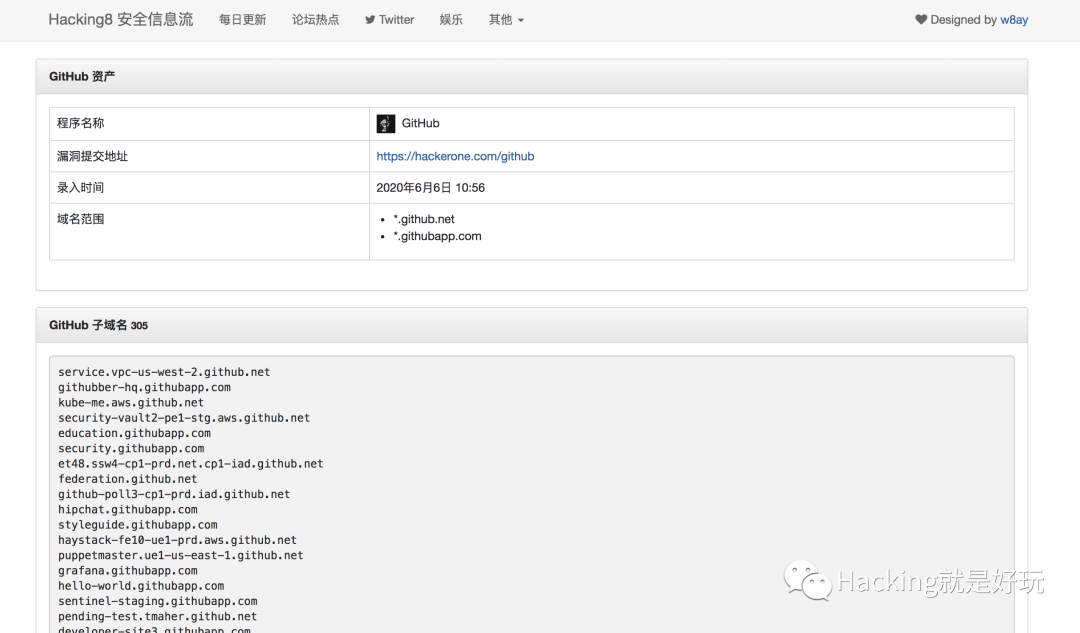 Hacking8 安全信息流 每日更新 论坛热点 Twitter 娱乐 其他 Designed by w8ay
GitHub 资产
程序名称 GitHub
漏洞提交地址 https://hackerone.com/github
录入时间 2020年6月6日 10:56
域名范围 *.github.net
*.githubapp.com
GitHub 子域名 305
service.vpc-us-west-2.github.net
githubber-hq.githubapp.com
kube-me.aws.github.net
security-vault2-pe1-stg.aws.github.net
education.githubapp.com
security.githubapp.com
et48.ssw4-cp1-prd.net.cp1-iad.github.net
federation.github.net
github-poll3-cp1-prd.iad.github.net
hipchat.githubapp.com
styleguide.githubapp.com
haystack-fe10-ue1-prd.aws.github.net
puppetmaster.ue1-us-east-1.github.net
grafana.githubapp.com
hello-world.githubapp.com
sentinel-staging.githubapp.com
pending-test.tmaher.github.net
developer-site3.githubapp.com
Hacking就是好玩